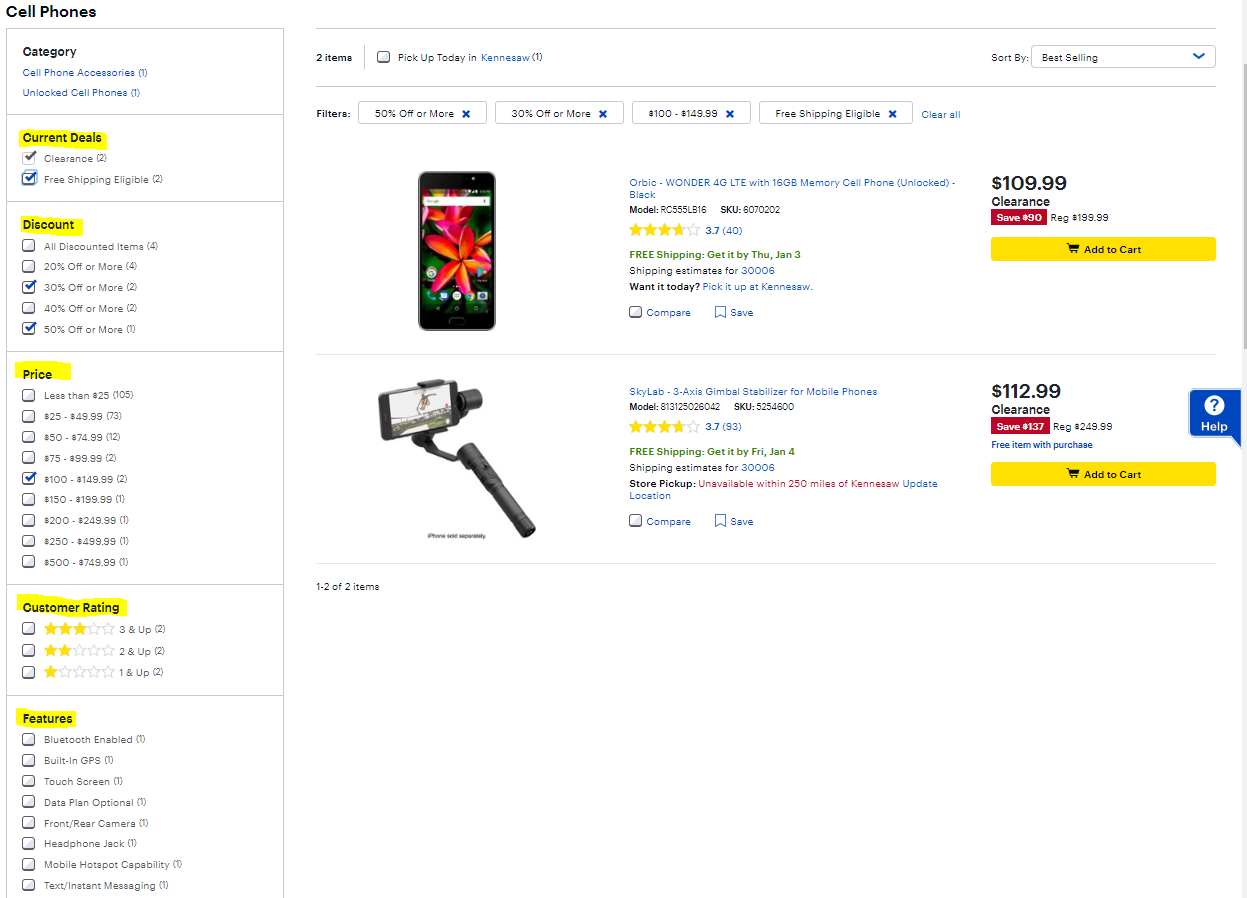 Cell Phones
Category
Cell Phone Accessories (1)
Unlocked Cell Phones (1)
Current Deals
Clearance (2)
Free Shipping Eligible (2)
Discount
All Discounted Items (4)
20% Off or More (4)
30% Off or More (2)
40% Off or More (2)
50% Off or More (1)
Price
Less than $25 (105)
$25 - $49.99 (73)
$50 - $74.99 (12)
$75 - $99.99 (2)
$100 - $149.99 (2)
$150 - $199.99 (1)
$200 - $249.99 (1)
$250 - $499.99 (1)
$500 - $749.99 (1)
Customer Rating
3 & Up (2)
2 & Up (2)
1 & Up (2)
Features
Bluetooth Enabled (1)
Built-In GPS (1)
Touch Screen (1)
Data Plan Optional (1)
Front/Rear Camera (1)
Headphone Jack (1)
Mobile Hotspot Capability (1)
Text/Instant Messaging (1)
2 items Pick Up Today in Kennesaw (1) Sort By: Best Selling
Filters: 50% Off or More 30% Off or More $100 - $149.99 Free Shipping Eligible Clear all
Orbic - WONDER 4G LTE with 16GB Memory Cell Phone (Unlocked) -
Black
Model: RC555LB16 SKU: 6070202
3.7 (40)
FREE Shipping: Get it by Thu, Jan 3
Shipping estimates for 30006
Want it today? Pick it up at Kennesaw.
Compare Save
$109.99
Clearance
Save $90 Reg $199.99
Add to Cart
iPhone sold separately.
SkyLab - 3-Axis Gimbal Stabilizer for Mobile Phones
Model: 813125026042 SKU: 5254600
3.7 (93)
FREE Shipping: Get it by Fri, Jan 4
Shipping estimates for 30006
Store Pickup: Unavailable within 250 miles of Kennesaw Update
Location
Compare Save
$112.99
Clearance
Save $137 Reg $249.99
Free item with purchase
Add to Cart
1-2 of 2 items
? Help